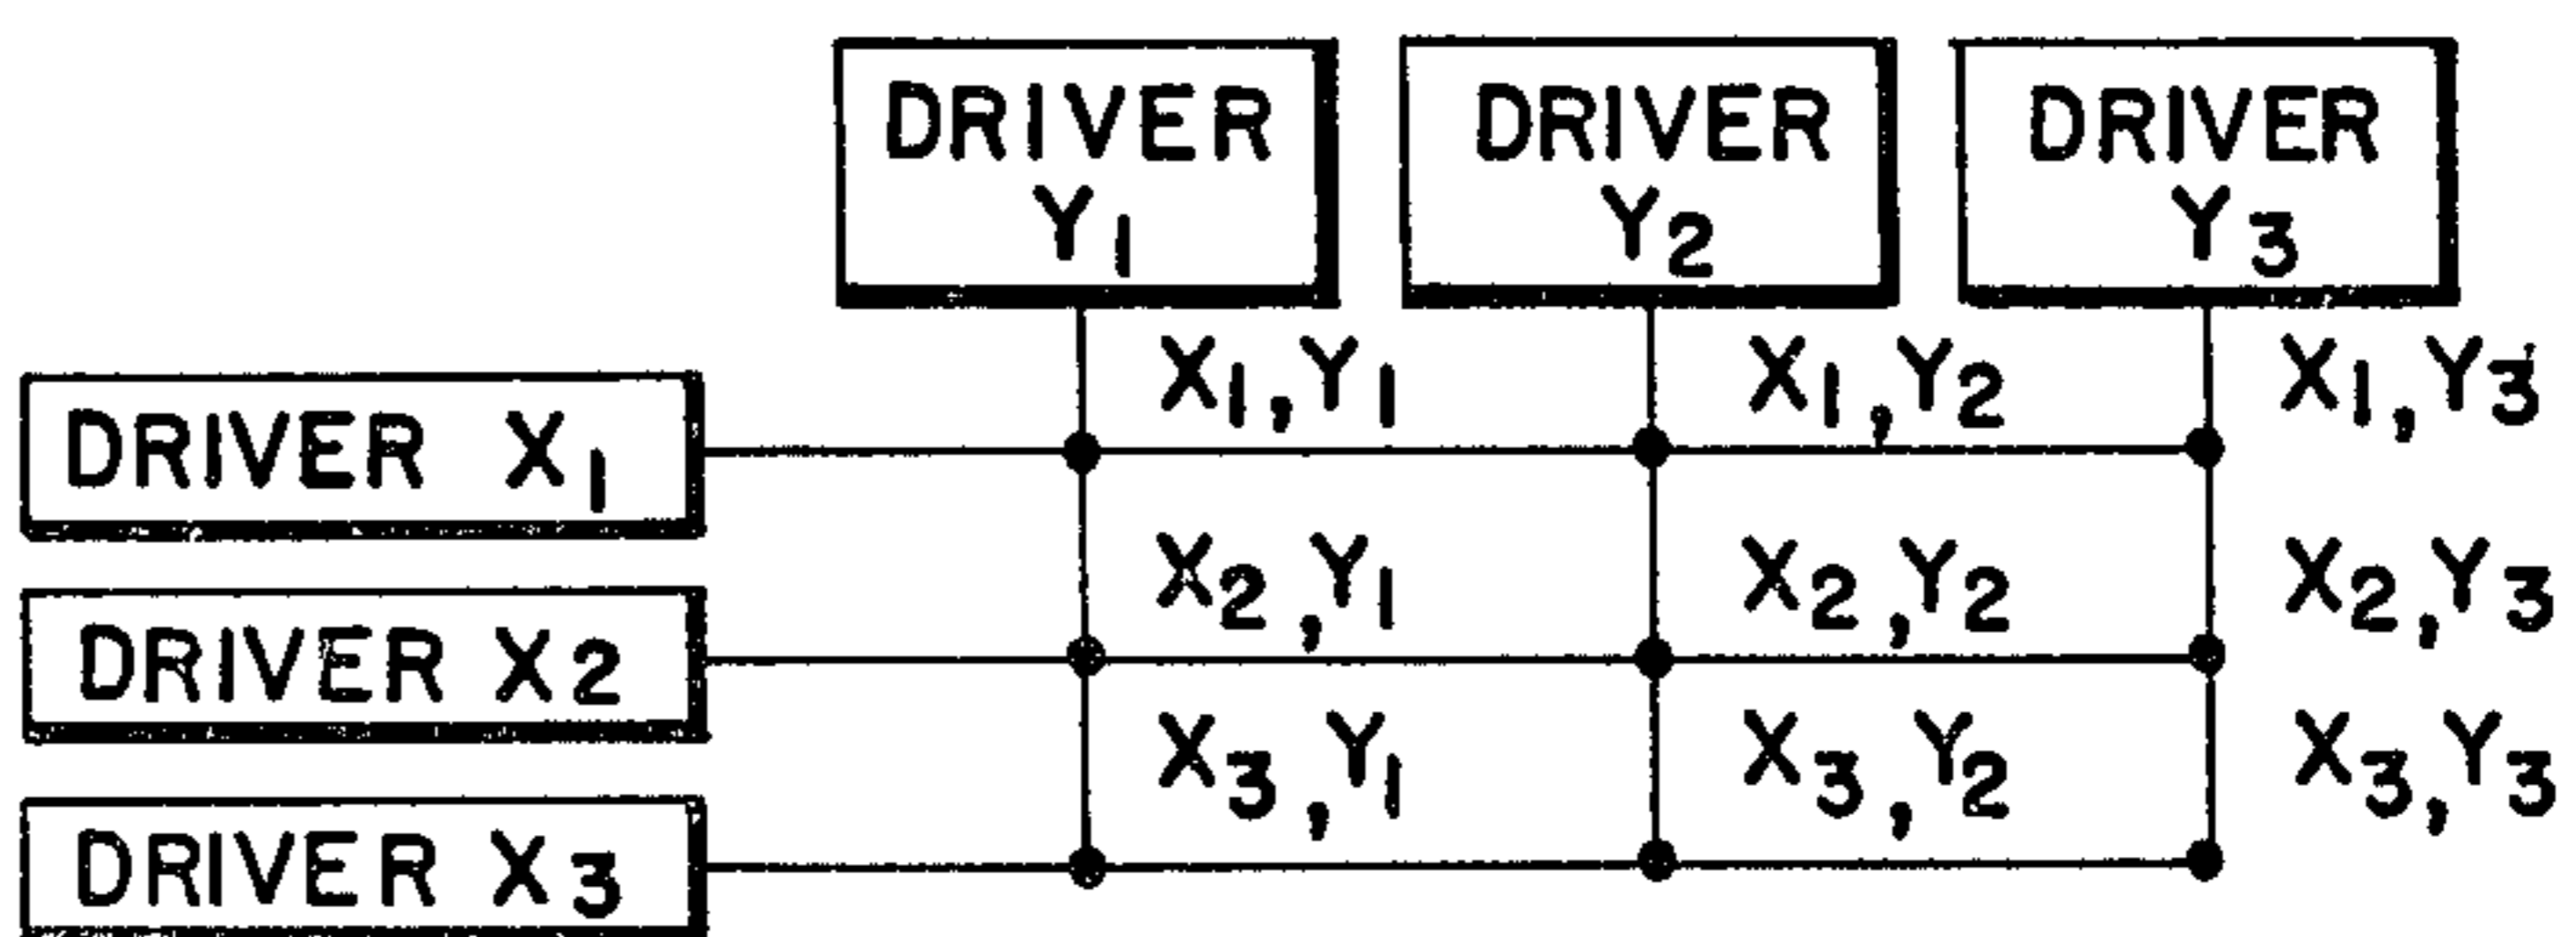 DRIVER DRIVER DRIVER
Y1 Y2 Y3
X1,Y1 X1,Y2 X1,Y3
DRIVER X1
X2,Y1 X2,Y2 X2,Y3
DRIVER X2
X3,Y1 X3,Y2 X3,Y3
DRIVER X3